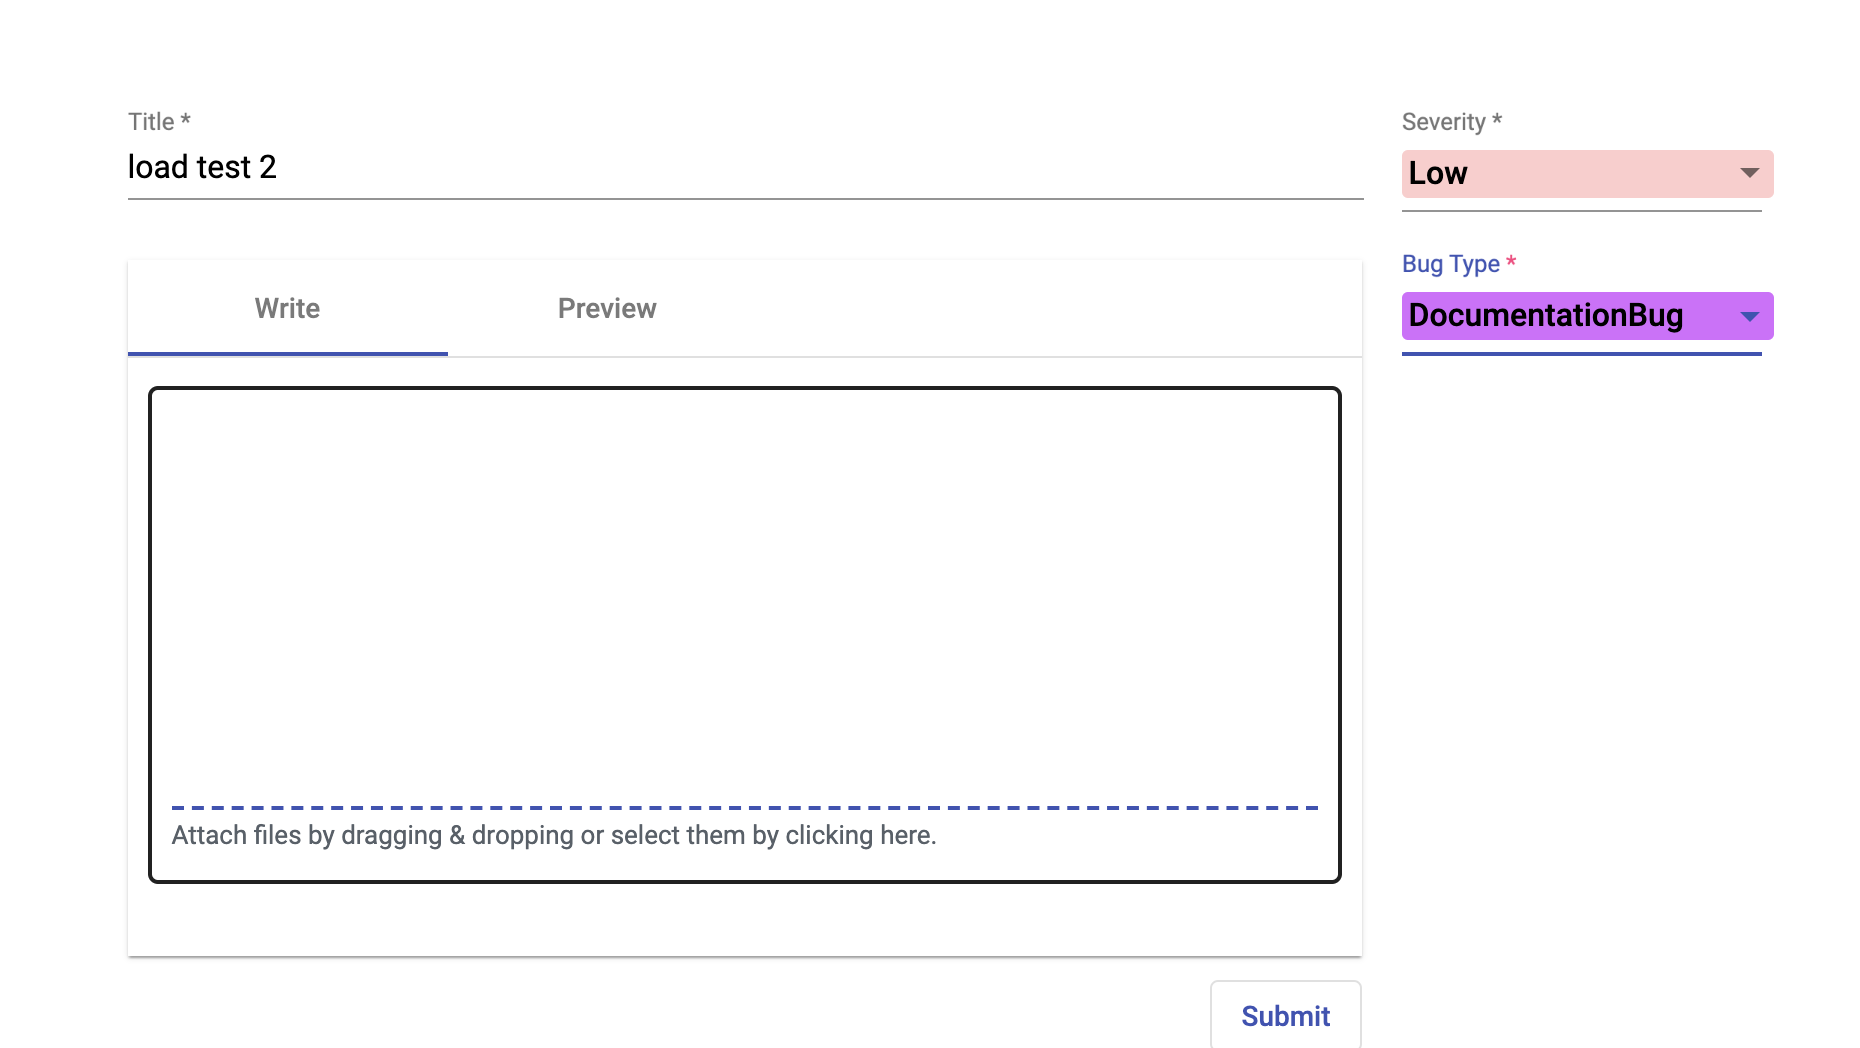 Title *
load test 2
Severity *
Low
Bug Type *
DocumentationBug
Write
Preview
Attach files by dragging & dropping or select them by clicking here.
Submit